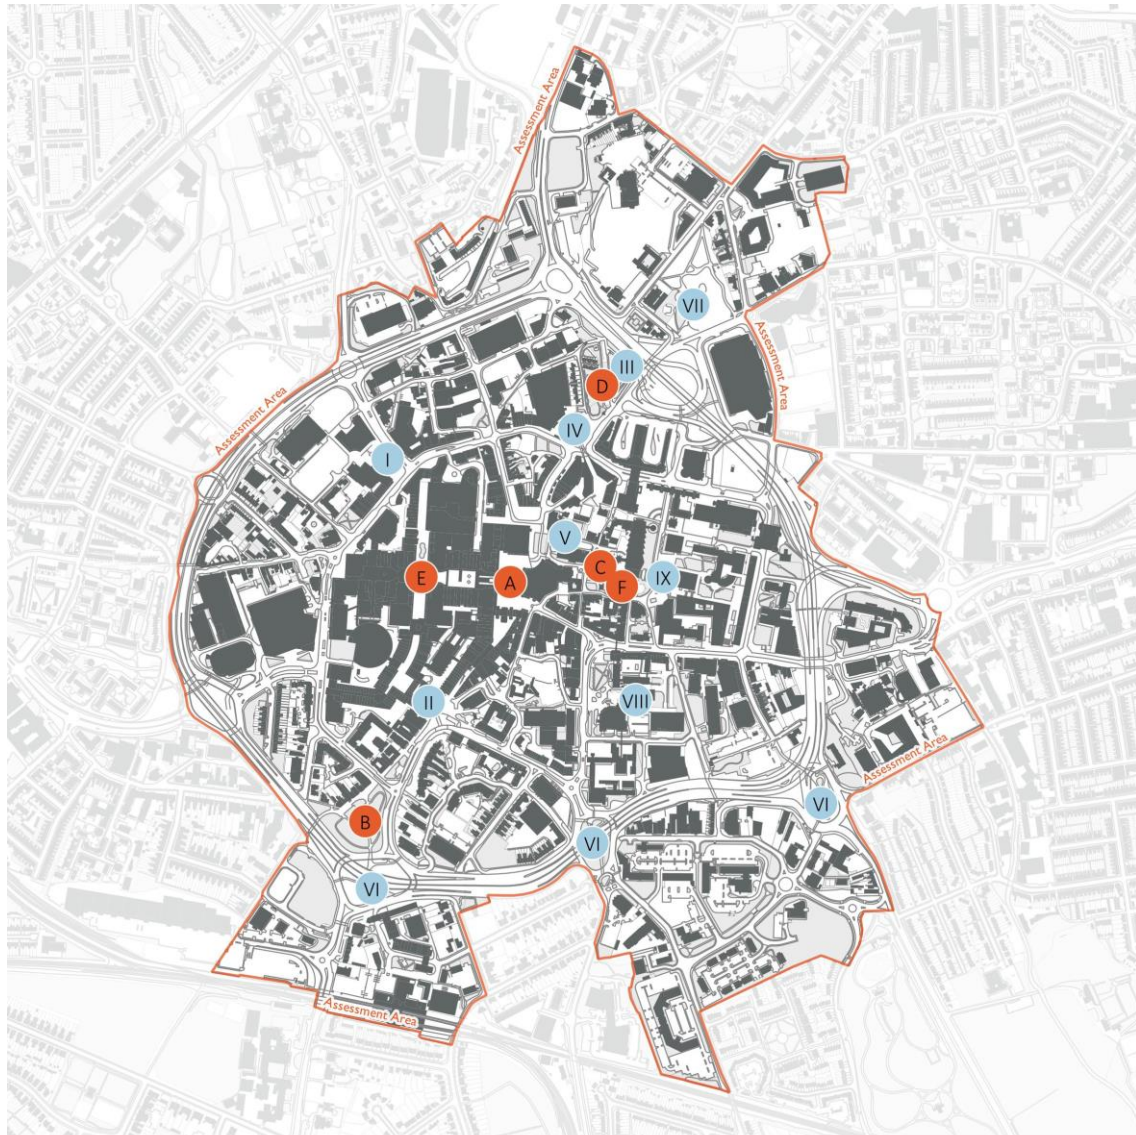 Assessment Area
VII
Assessment Area
III
D
Assessment Area
IV
I
V
E
A
C
F
IX
II
VIII
Assessment Area
VI
B
VI
VI
Assessment Area